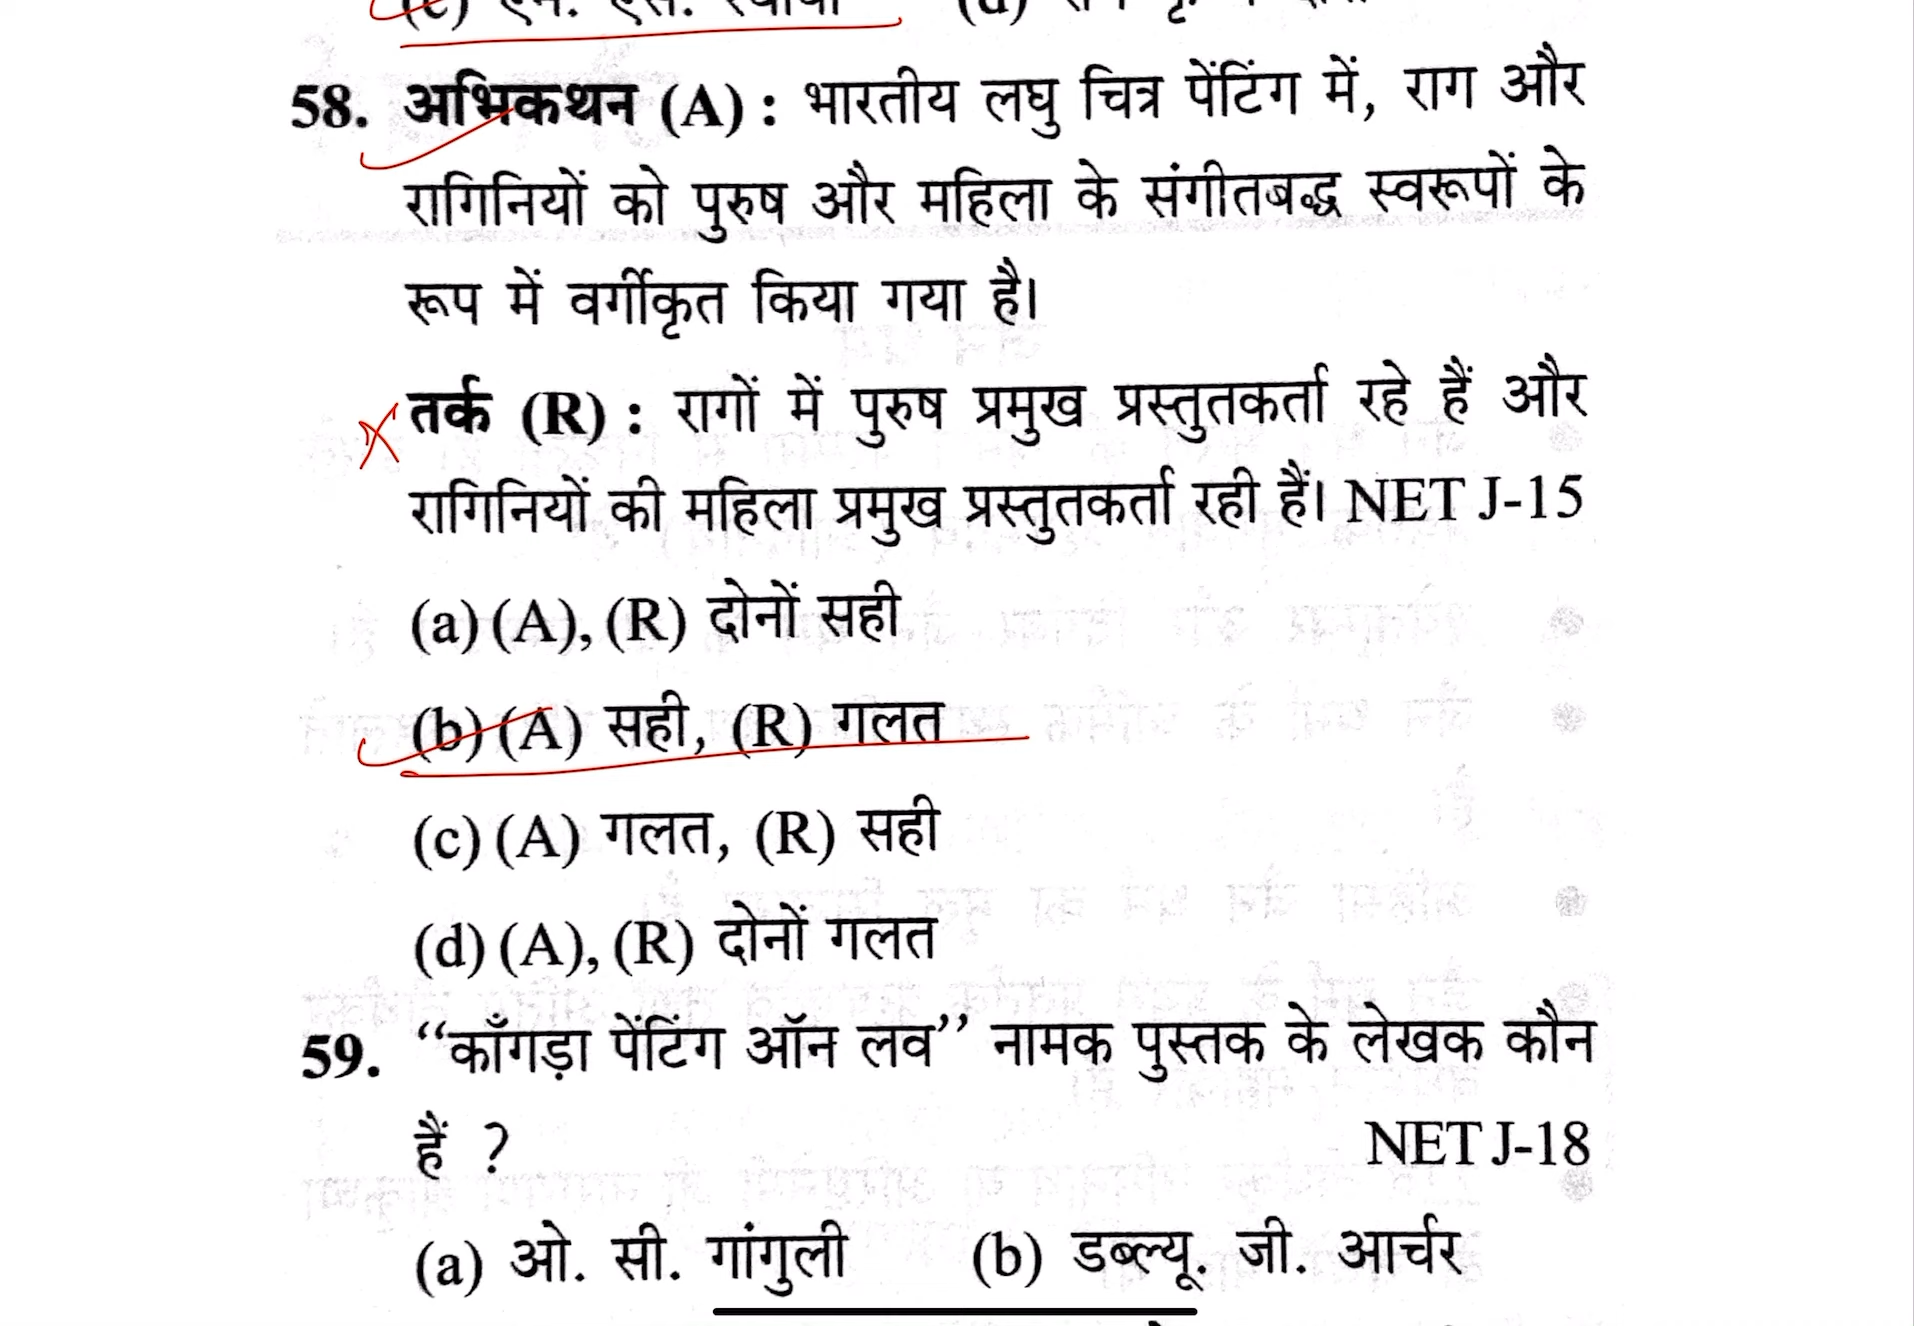 58. अभिकथन (A) : भारतीय लघु चित्र पेंटिंग में, राग और
रागिनियों को पुरुष और महिला के संगीतबद्ध स्वरूपों के
रूप में वर्गीकृत किया गया है।
तर्क (R) : रागों में पुरुष प्रमुख प्रस्तुतकर्ता रहे हैं और
रागिनियों की महिला प्रमुख प्रस्तुतकर्ता रही हैं। NET J-15
(a) (A), (R) दोनों सही
(b) (A) सही, (R) गलत
(c) (A) गलत, (R) सही
(d) (A), (R) दोनों गलत
59. “काँगड़ा पेंटिंग ऑन लव” नामक पुस्तक के लेखक कौन
हैं ? NET J-18
(a) ओ. सी. गांगुली (b) डब्ल्यू. जी. आर्चर